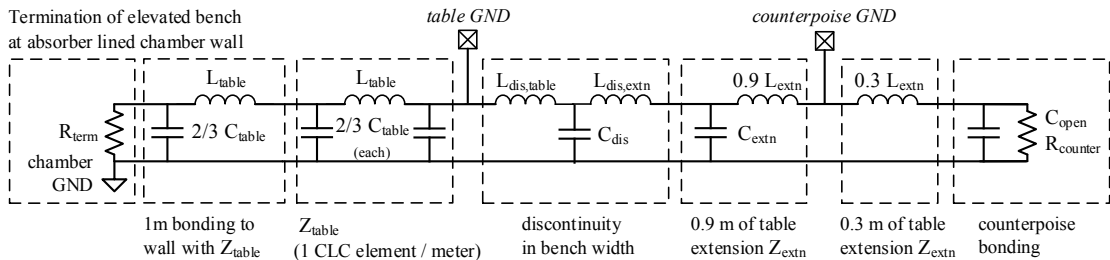 Termination of elevated bench
at absorber lined chamber wall
table GND
counterpoise GND
L_table
L_table
L_dis,table
L_dis,extn
0.9 L_extn
0.3 L_extn
R_term
2/3 C_table
2/3 C_table
(each)
C_dis
C_extn
C_open
R_counter
chamber
GND
1m bonding to
wall with Z_table
Z_table
(1 CLC element / meter)
discontinuity
in bench width
0.9 m of table
extension Z_extn
0.3 m of table
extension Z_extn
counterpoise
bonding